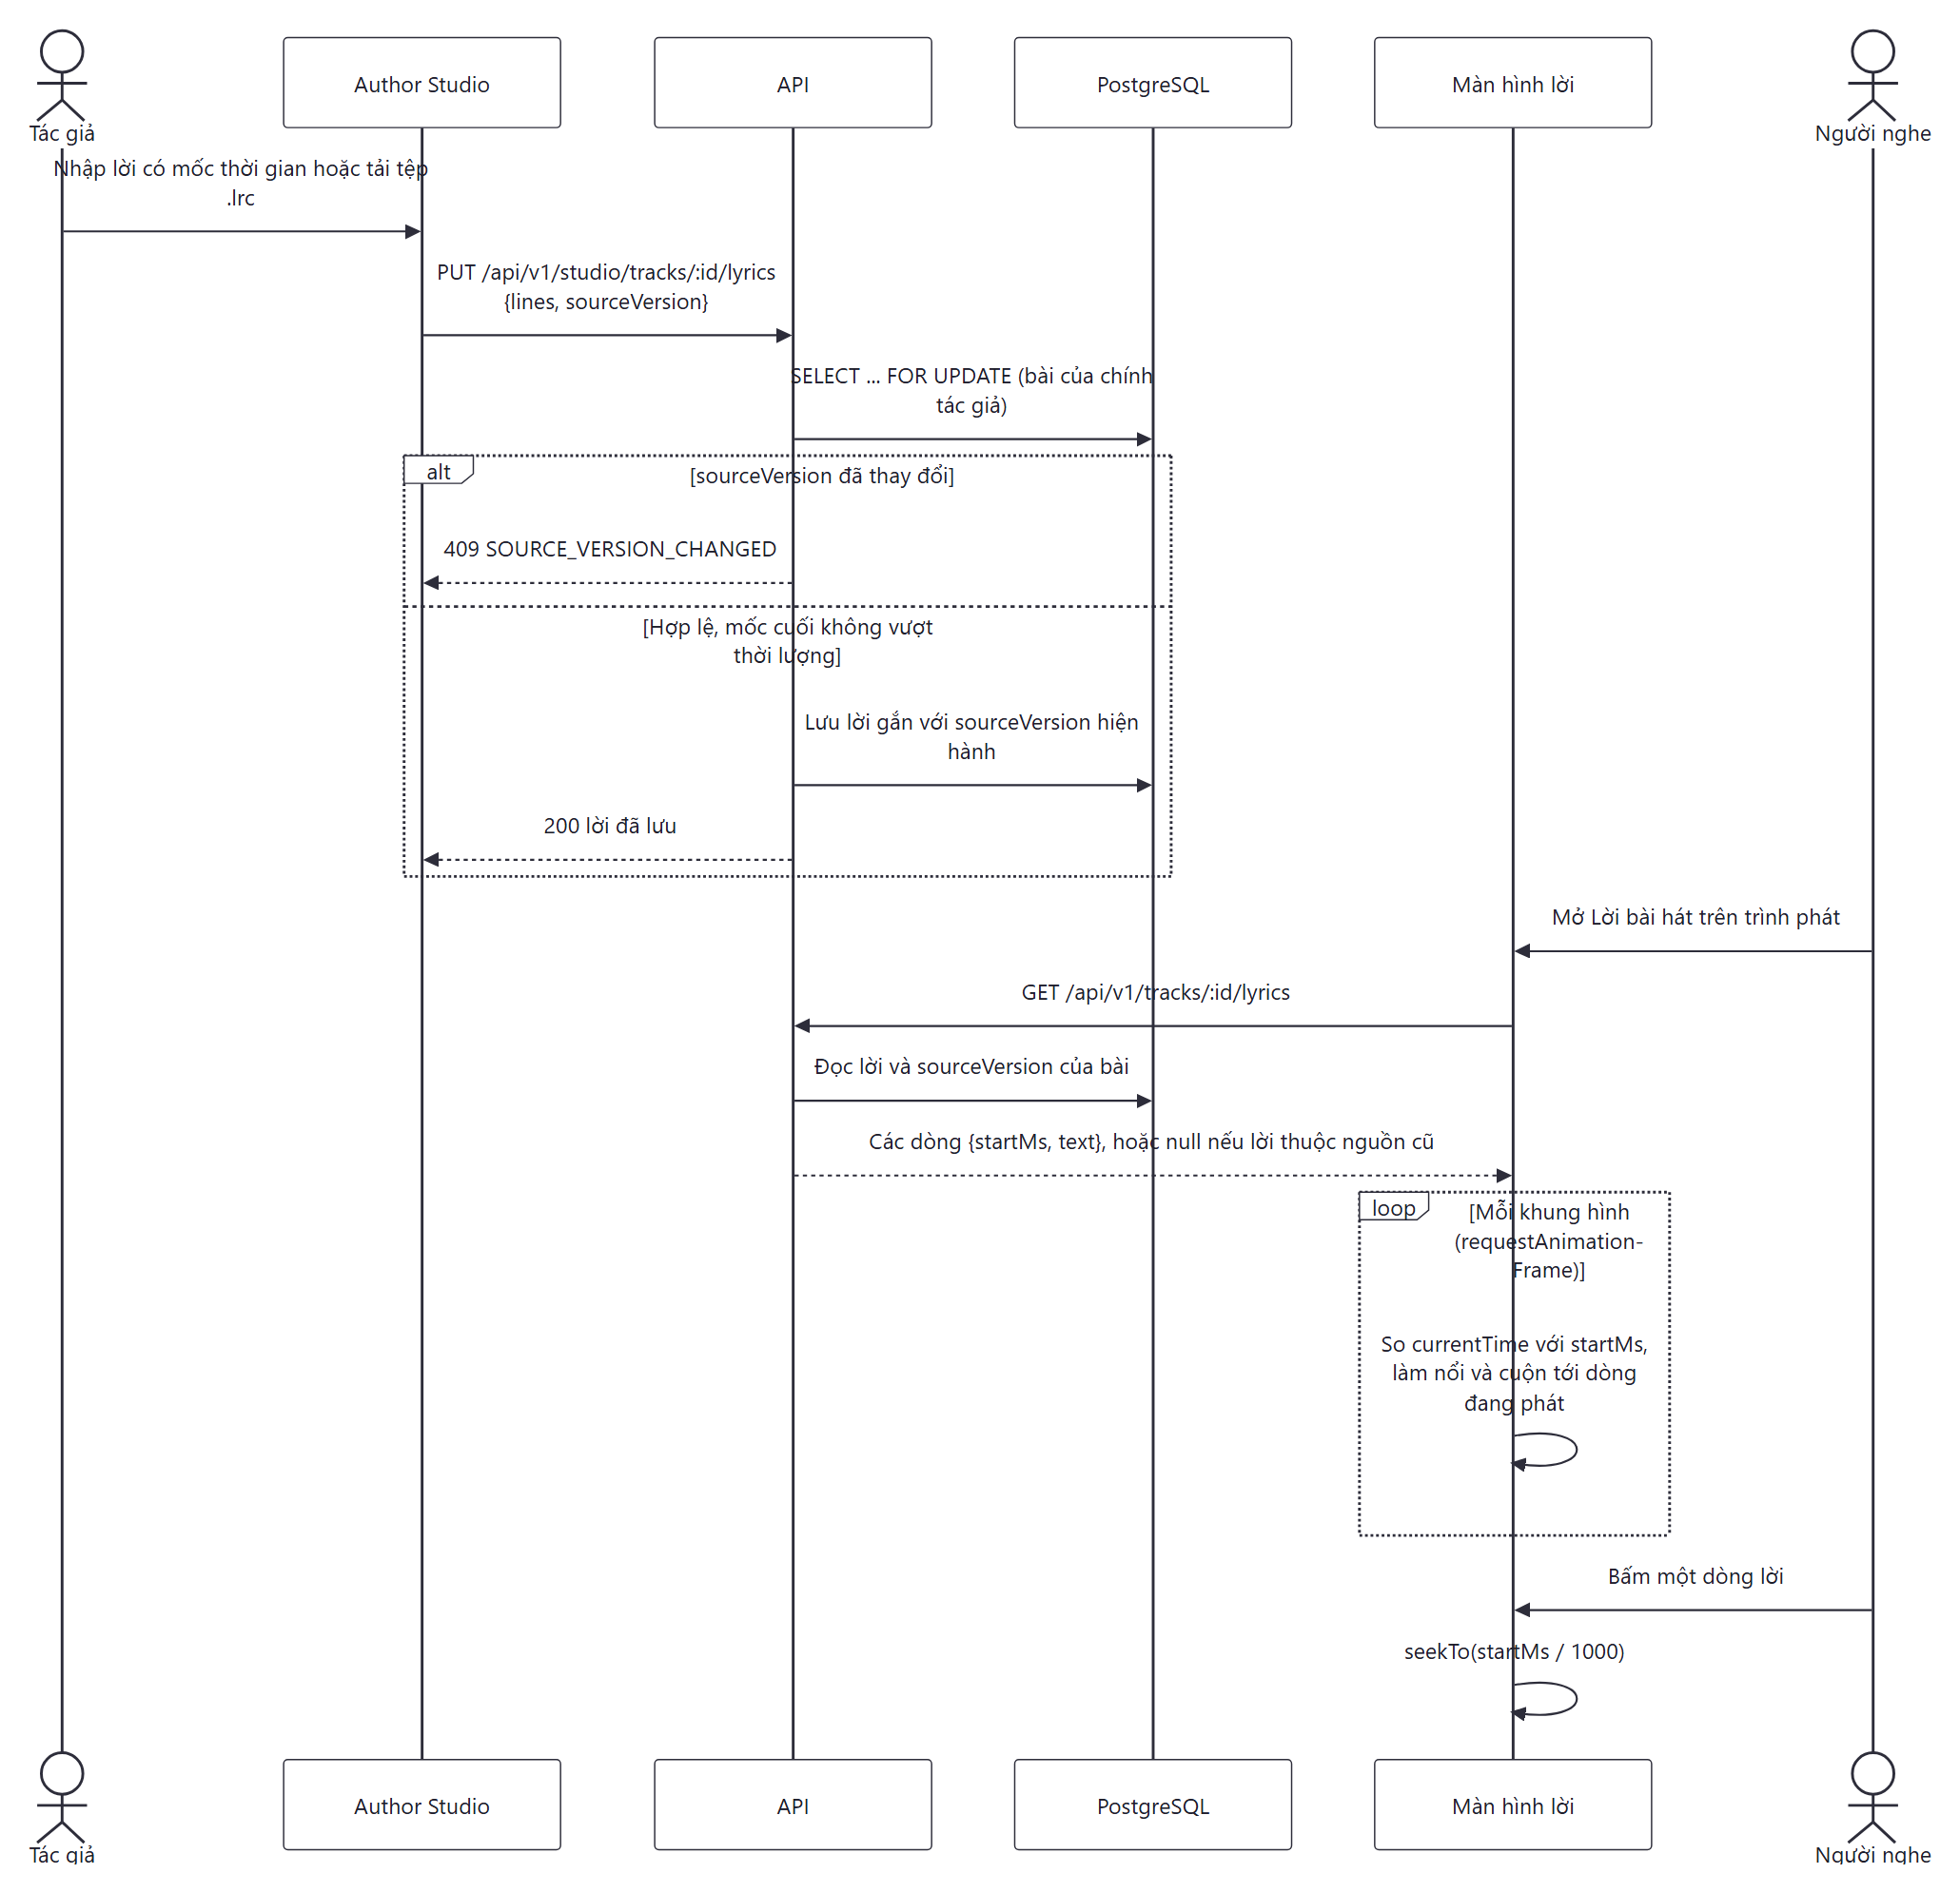 Tác giả
Author Studio
API
PostgreSQL
Màn hình lời
Người nghe
Nhập lời có mốc thời gian hoặc tải tệp
.lrc
PUT /api/v1/studio/tracks/:id/lyrics
{lines, sourceVersion}
SELECT ... FOR UPDATE (bài của chính
tác giả)
alt
[sourceVersion đã thay đổi]
409 SOURCE_VERSION_CHANGED
[Hợp lệ, mốc cuối không vượt
thời lượng]
Lưu lời gắn với sourceVersion hiện
hành
200 lời đã lưu
Mở Lời bài hát trên trình phát
GET /api/v1/tracks/:id/lyrics
Đọc lời và sourceVersion của bài
Các dòng {startMs, text}, hoặc null nếu lời thuộc nguồn cũ
loop
[Mỗi khung hình
(requestAnimation-
Frame)]
So currentTime với startMs,
làm nổi và cuộn tới dòng
đang phát
Bấm một dòng lời
seekTo(startMs / 1000)
Author Studio
API
PostgreSQL
Màn hình lời
Tác giả
Người nghe